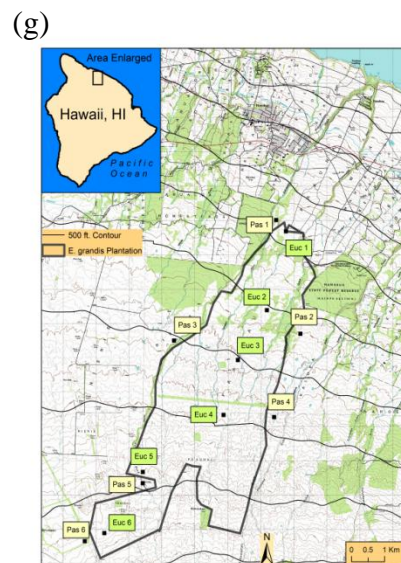 (g)
Area Enlarged
Hawaii, HI
Pacific
Ocean
500 ft. Contour
E. grandis Plantation
Pas 1
Euc 1
Euc 2
Pas 2
Pas 3
Euc 3
Pas 4
Euc 4
Euc 5
Pas 5
Pas 6
Euc 6
N
0 0.5 1 Km